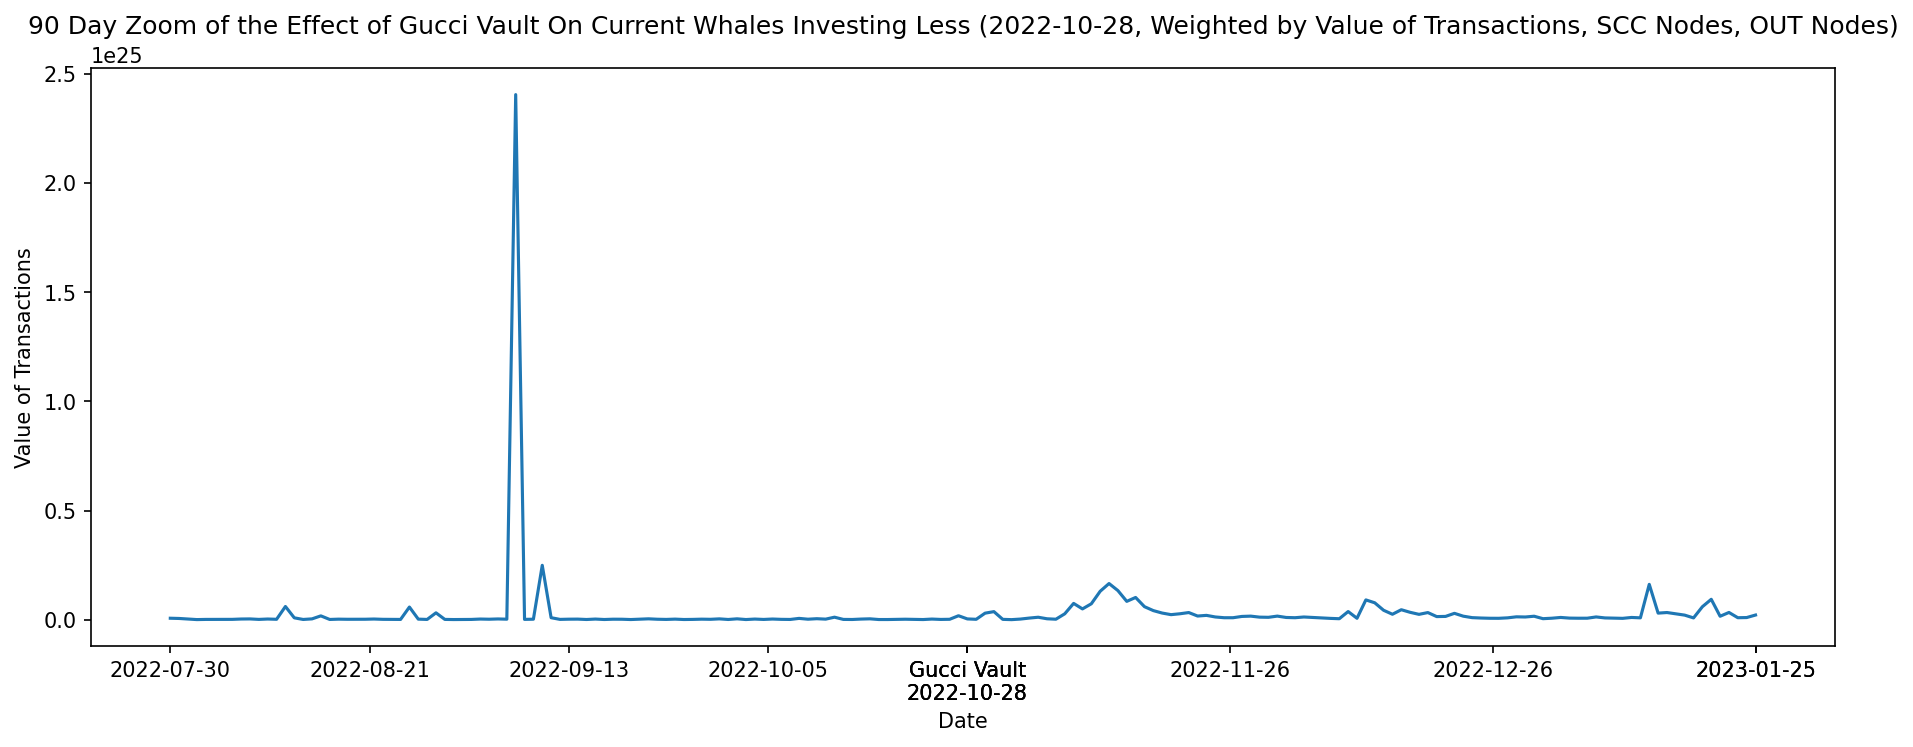 90 Day Zoom of the Effect of Gucci Vault On Current Whales Investing Less (2022-10-28, Weighted by Value of Transactions, SCC Nodes, OUT Nodes)
1e25
2.5
2.0
1.5
1.0
0.5
0.0
Value of Transactions
2022-07-30
2022-08-21
2022-09-13
2022-10-05
Gucci Vault
2022-10-28
2022-11-26
2022-12-26
2023-01-25
Date